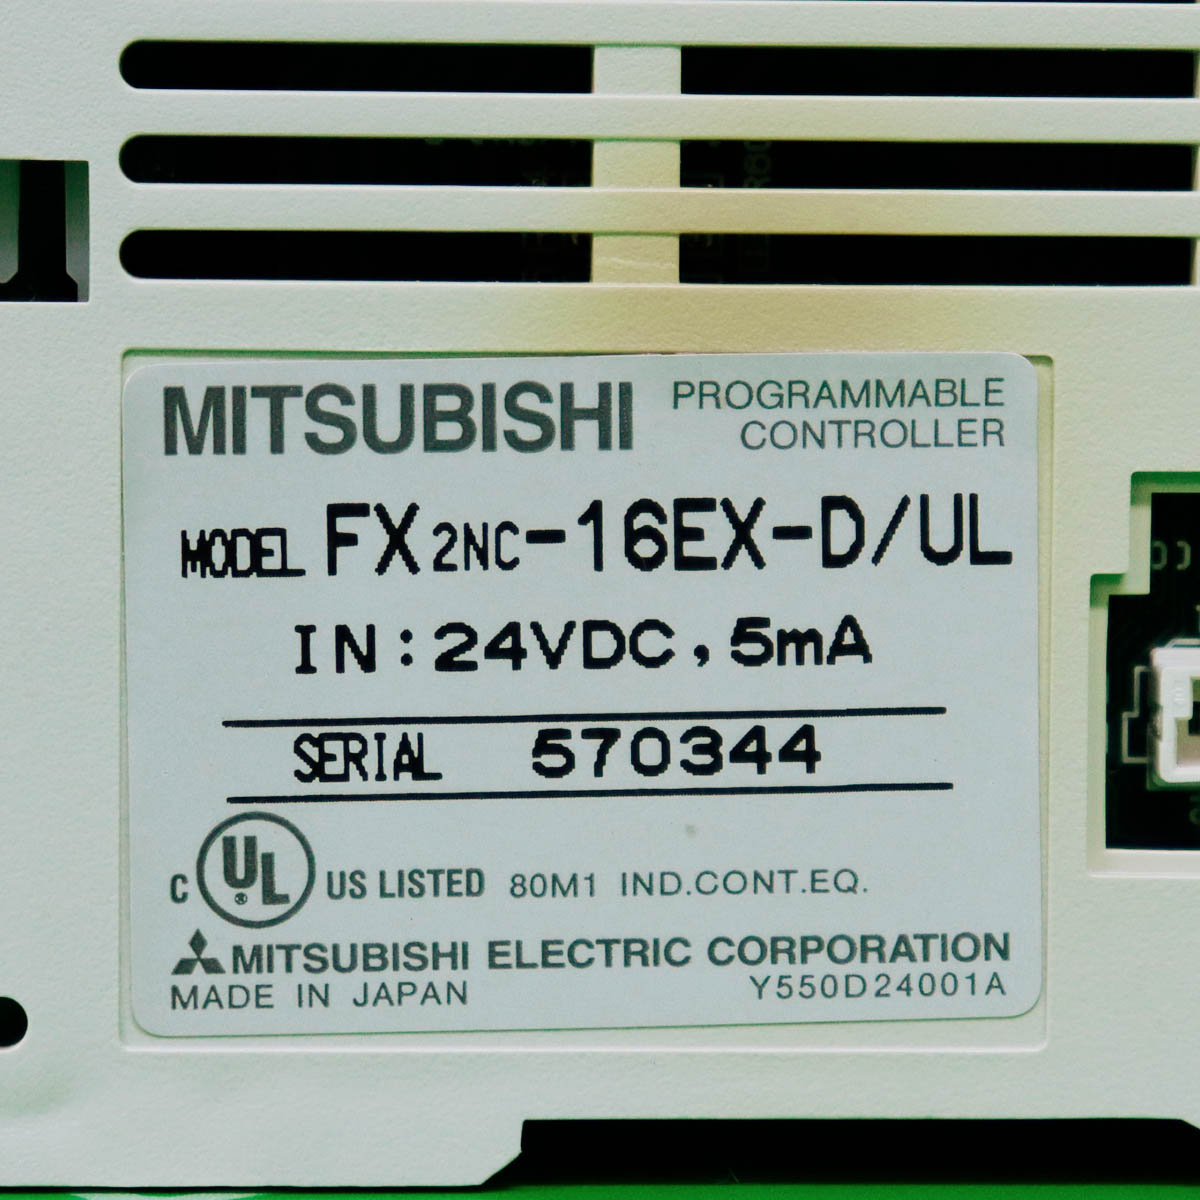 MITSUBISHI PROGRAMMABLE
CONTROLLER
MODEL FX2NC-16EX-D/UL
IN: 24VDC, 5mA
SERIAL 570344
C UL ® US LISTED 80M1 IND.CONT.EQ.
MITSUBISHI ELECTRIC CORPORATION
MADE IN JAPAN Y550D24001A